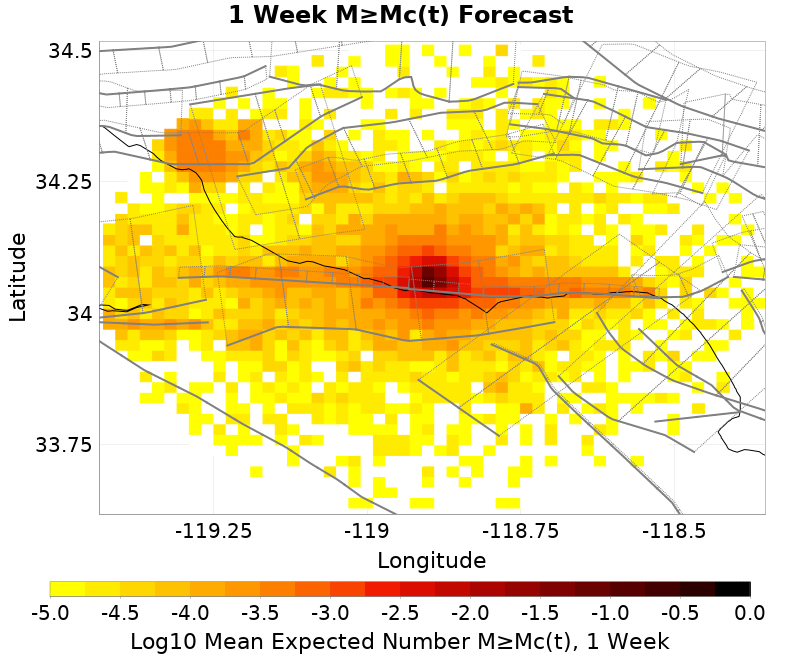 1 Week M≥Mc(t) Forecast
34.5
34.25
34
33.75
Latitude
-119.25 -119 -118.75 -118.5
Longitude
-5.0 -4.5 -4.0 -3.5 -3.0 -2.5 -2.0 -1.5 -1.0 -0.5 0.0
Log10 Mean Expected Number M≥Mc(t), 1 Week